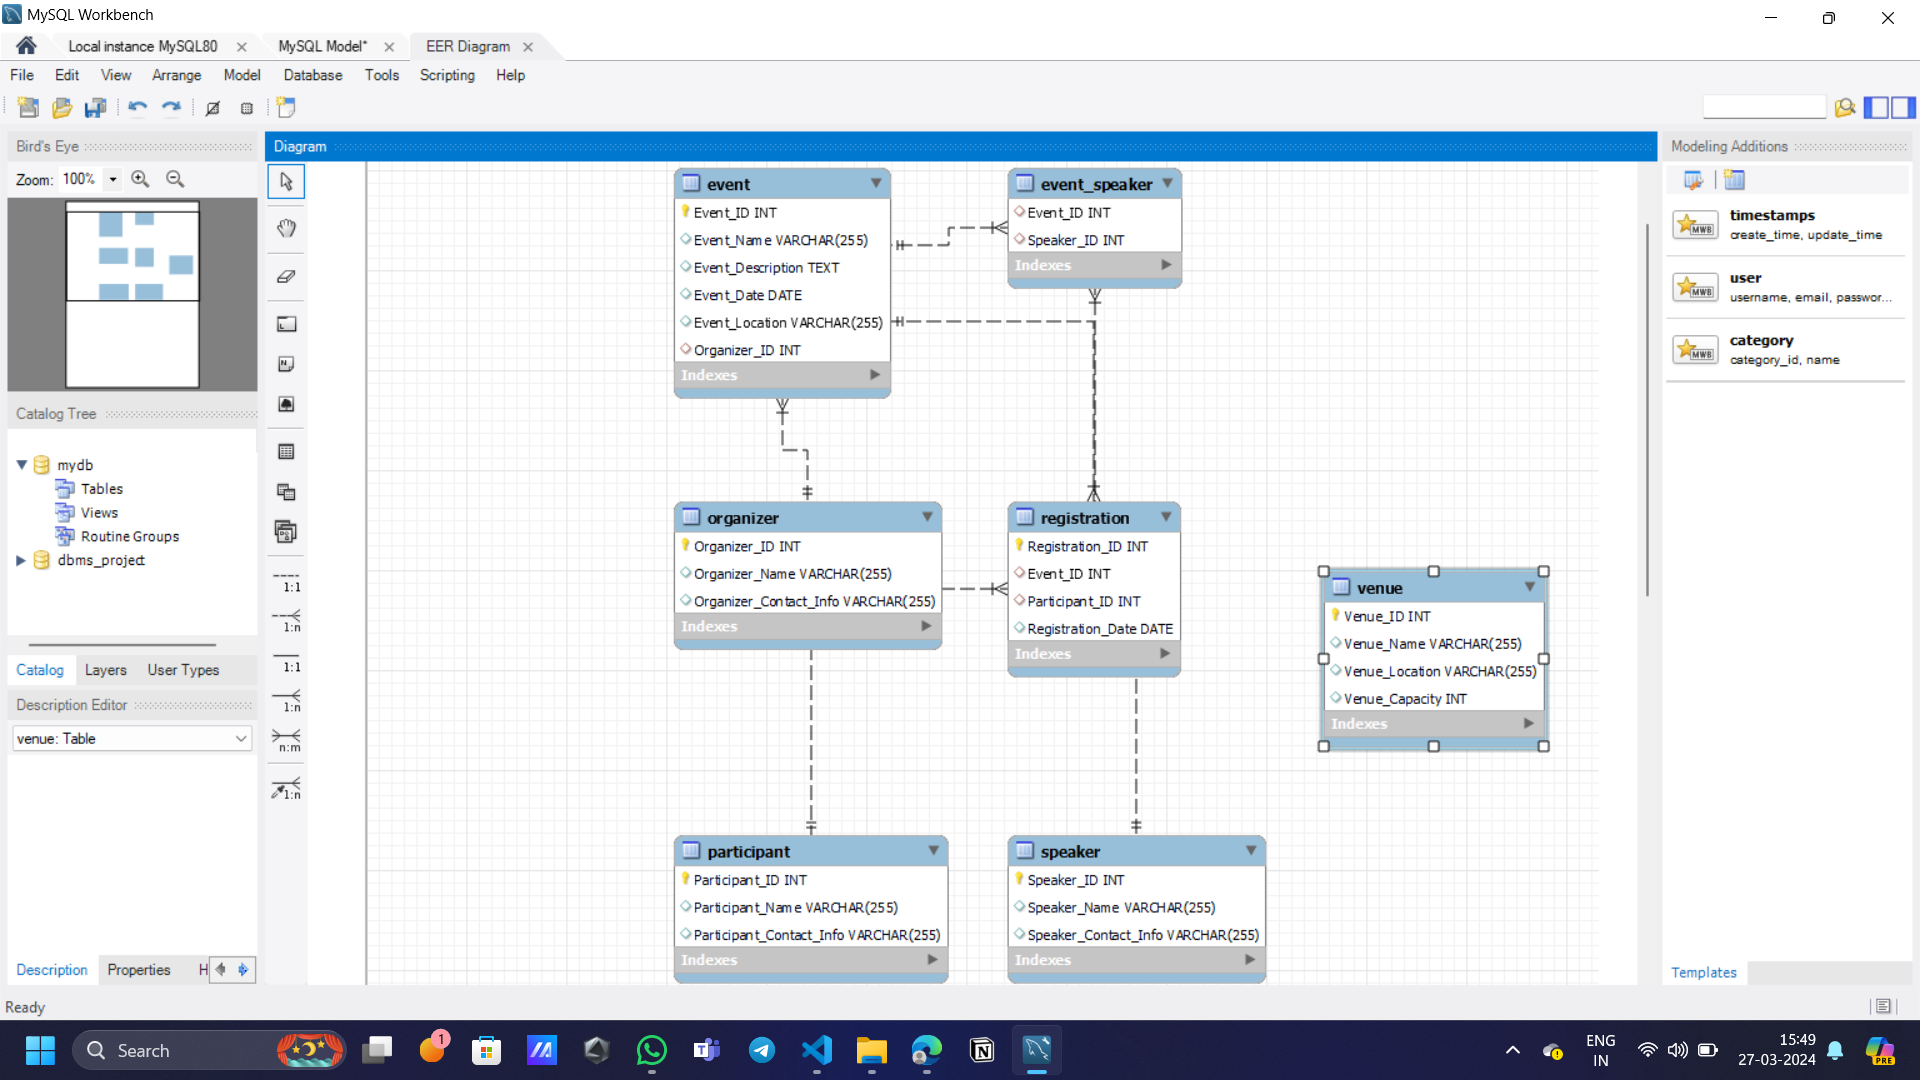 MySQL Workbench
Local instance MySQL80
MySQL Model*
EER Diagram
File Edit View Arrange Model Database Tools Scripting Help
Bird's Eye
Zoom: 100%
Catalog Tree
mydb
Tables
Views
Routine Groups
dbms_project
Catalog Layers User Types
Description Editor
venue: Table
Description Properties H
Ready
Diagram
1:1
1:n
1:1
1:n
n:m
1:n
event
Event_ID INT
Event_Name VARCHAR(255)
Event_Description TEXT
Event_Date DATE
Event_Location VARCHAR(255)
Organizer_ID INT
Indexes
event_speaker
Event_ID INT
Speaker_ID INT
Indexes
organizer
Organizer_ID INT
Organizer_Name VARCHAR(255)
Organizer_Contact_Info VARCHAR(255)
Indexes
registration
Registration_ID INT
Event_ID INT
Participant_ID INT
Registration_Date DATE
Indexes
venue
Venue_ID INT
Venue_Name VARCHAR(255)
Venue_Location VARCHAR(255)
Venue_Capacity INT
Indexes
participant
Participant_ID INT
Participant_Name VARCHAR(255)
Participant_Contact_Info VARCHAR(255)
Indexes
speaker
Speaker_ID INT
Speaker_Name VARCHAR(255)
Speaker_Contact_Info VARCHAR(255)
Indexes
Modeling Additions
MWB
timestamps
create_time, update_time
MWB
user
username, email, passwor...
MWB
category
category_id, name
Templates
Search
1
ENG
IN
15:49
27-03-2024
PRE